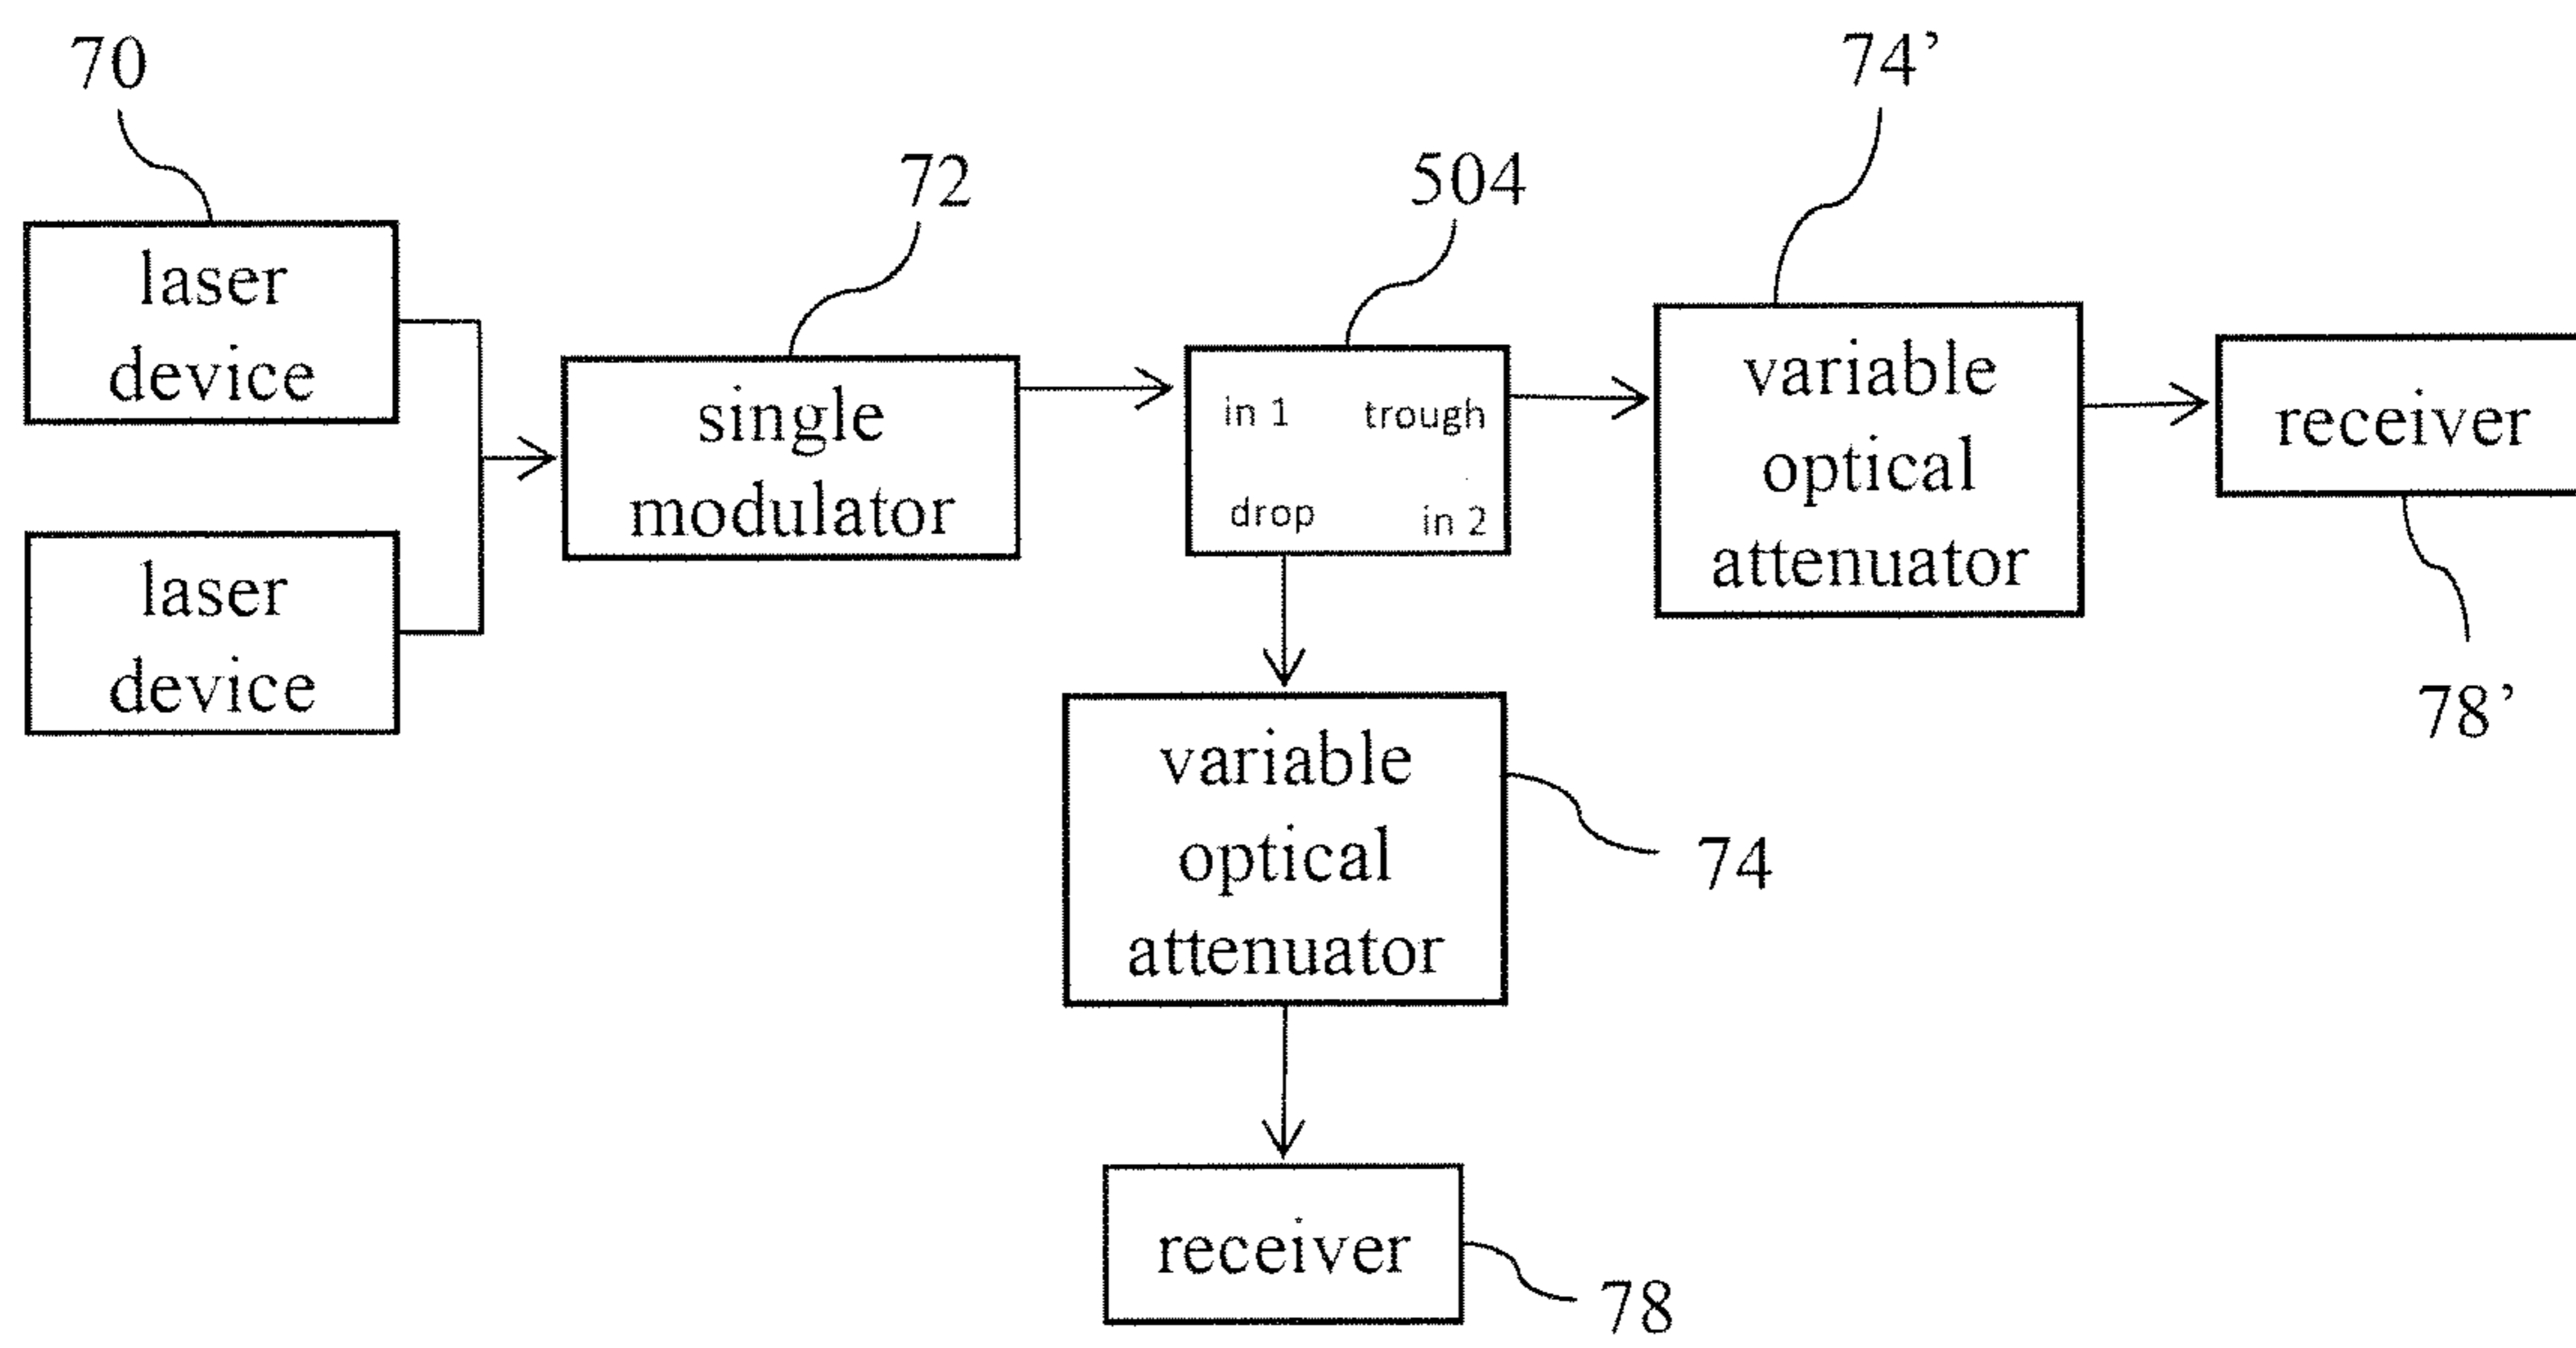 70
72
504
74’
laser
device
single
modulator
in 1 trough
drop in 2
variable
optical
attenuator
receiver
78’
laser
device
variable
optical
attenuator
74
receiver
78